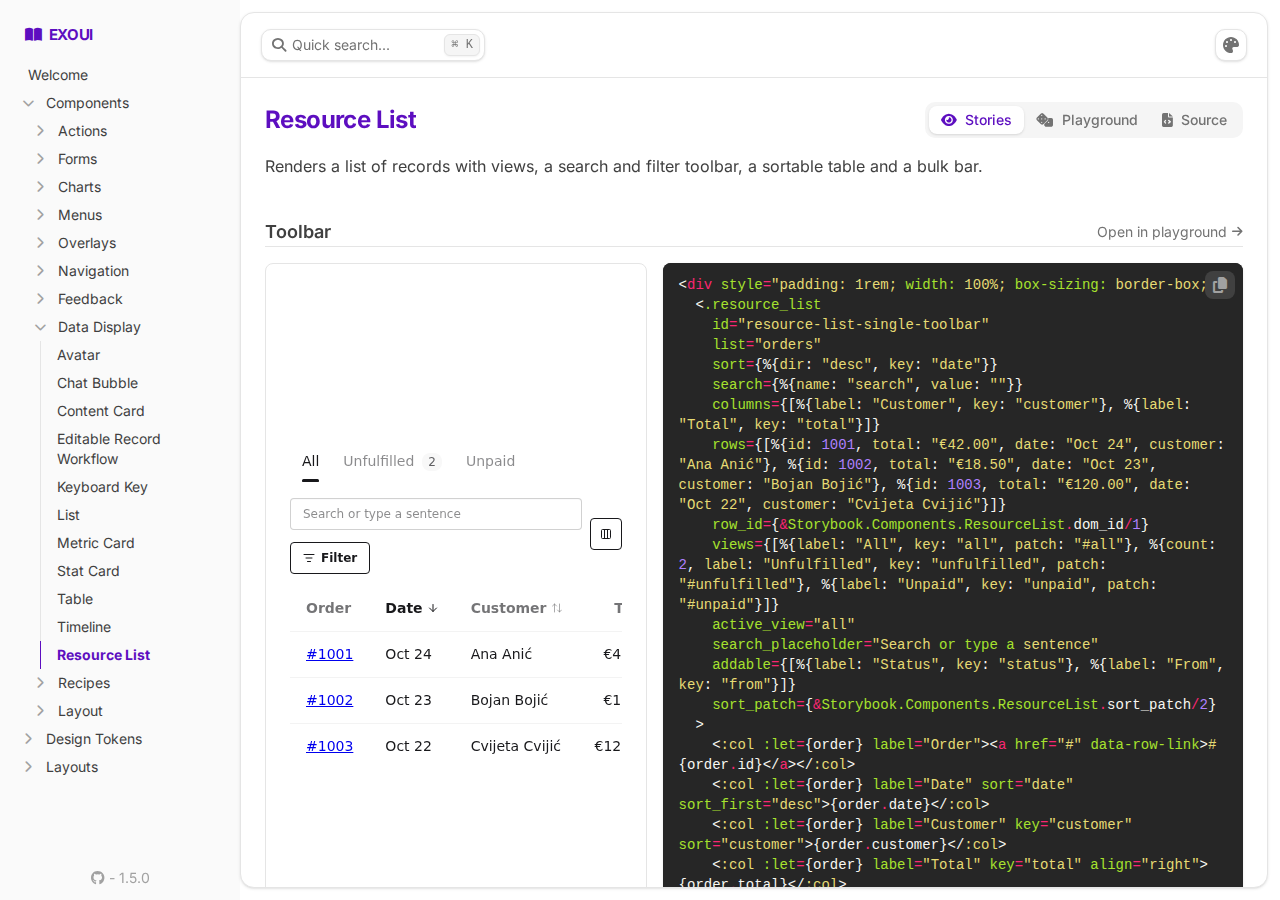 EXOUI
Welcome
Components
Actions
Forms
Charts
Menus
Overlays
Navigation
Feedback
Data Display
Avatar
Chat Bubble
Content Card
Editable Record
Workflow
Keyboard Key
List
Metric Card
Stat Card
Table
Timeline
Resource List
Recipes
Layout
Design Tokens
Layouts
- 1.5.0
Quick search... ⌘ K
Resource List
Stories Playground Source
Renders a list of records with views, a search and filter toolbar, a sortable table and a bulk bar.
Toolbar
Open in playground →
All Unfulfilled 2 Unpaid
Search or type a sentence
Filter
Order Date ↓ Customer ↑↓ T
#1001 Oct 24 Ana Anić €4
#1002 Oct 23 Bojan Bojić €1
#1003 Oct 22 Cvijeta Cvijić €12
<div style="padding: 1rem; width: 100%; box-sizing: border-box;
<.resource_list
id="resource-list-single-toolbar"
list="orders"
sort={%{dir: "desc", key: "date"}}
search={%{name: "search", value: ""}}
columns={[%{label: "Customer", key: "customer"}, %{label:
"Total", key: "total"}]}
rows={[%{id: 1001, total: "€42.00", date: "Oct 24", customer:
"Ana Anić"}, %{id: 1002, total: "€18.50", date: "Oct 23",
customer: "Bojan Bojić"}, %{id: 1003, total: "€120.00", date:
"Oct 22", customer: "Cvijeta Cvijić"}]}
row_id={&Storybook.Components.ResourceList.dom_id/1}
views={[%{label: "All", key: "all", patch: "#all"}, %{count:
2, label: "Unfulfilled", key: "unfulfilled", patch:
"#unfulfilled"}, %{label: "Unpaid", key: "unpaid", patch:
"#unpaid"}]}
active_view="all"
search_placeholder="Search or type a sentence"
addable={[%{label: "Status", key: "status"}, %{label: "From",
key: "from"}]}
sort_patch={&Storybook.Components.ResourceList.sort_patch/2}
>
<:col :let={order} label="Order"><a href="#" data-row-link>#
{order.id}</a></:col>
<:col :let={order} label="Date" sort="date"
sort_first="desc">{order.date}</:col>
<:col :let={order} label="Customer" key="customer"
sort="customer">{order.customer}</:col>
<:col :let={order} label="Total" key="total" align="right">
{order.total}</:col>